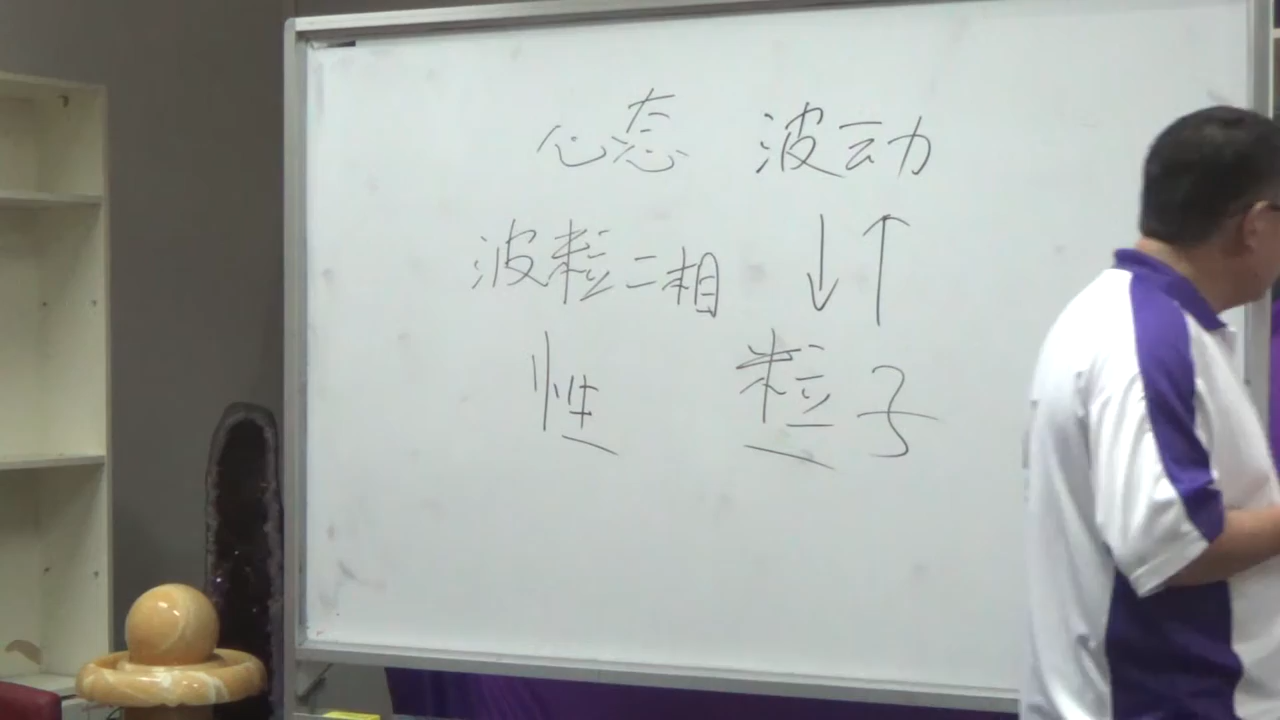 心态 波动
波粒二相 ↓↑
性 粒子